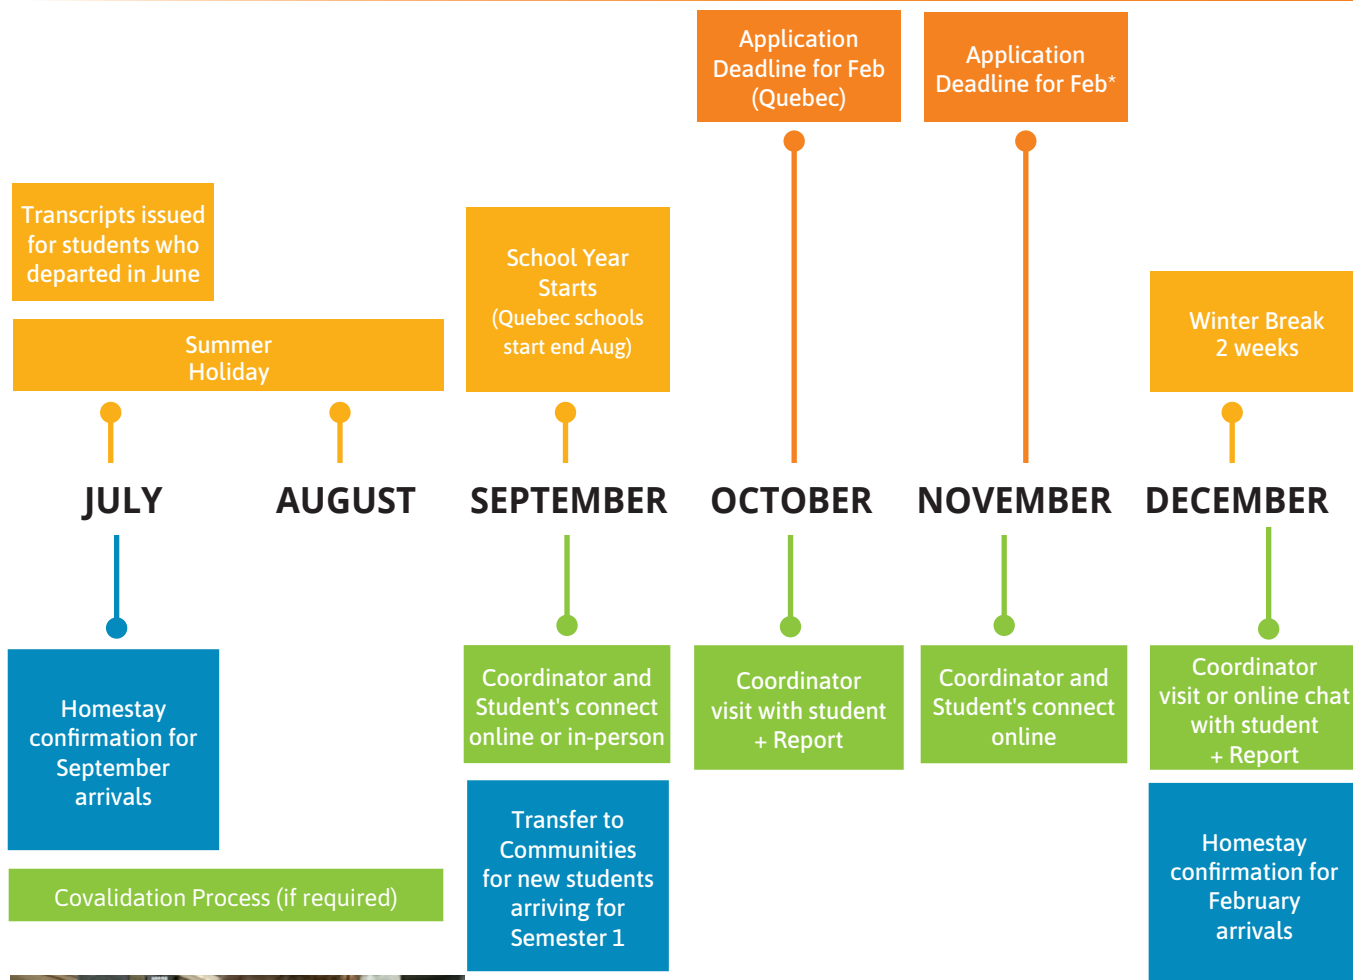 Application
Deadline for Feb
(Quebec)
Application
Deadline for Feb*
Transcripts issued
for students who
departed in June
Summer
Holiday
School Year
Starts
(Quebec schools
start end Aug)
Winter Break
2 weeks
JULY
AUGUST
SEPTEMBER
OCTOBER
NOVEMBER
DECEMBER
Homestay
confirmation for
September
arrivals
Coordinator and
Student's connect
online or in-person
Coordinator
visit with student
+ Report
Coordinator and
Student's connect
online
Coordinator
visit or online chat
with student
+ Report
Transfer to
Communities
for new students
arriving for
Semester 1
Homestay
confirmation for
February
arrivals
Covalidation Process (if required)